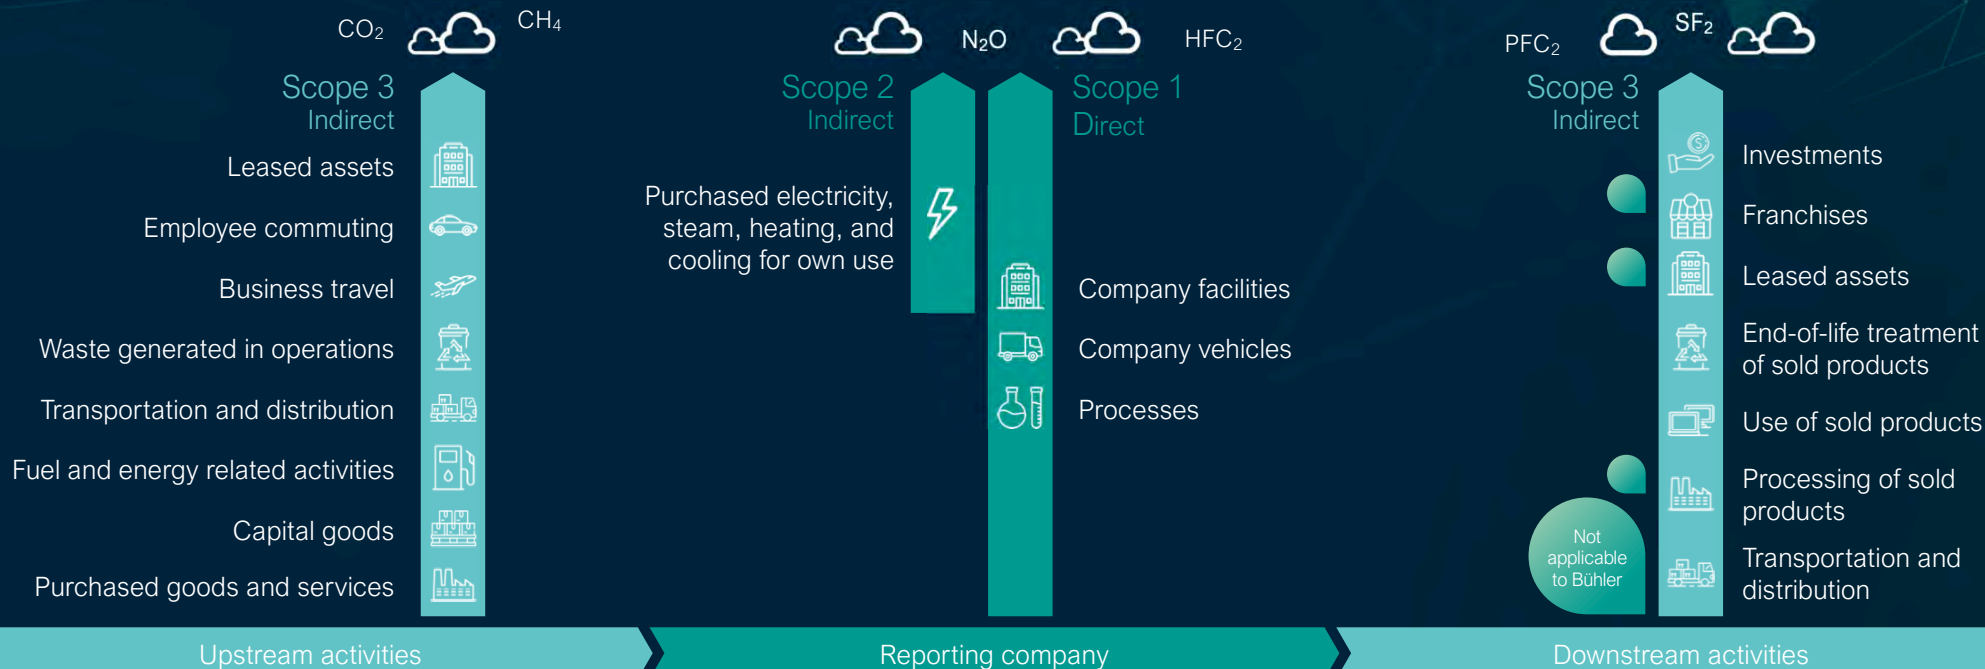 CO₂
CH₄
Scope 3
Indirect
Leased assets
Employee commuting
Business travel
Waste generated in operations
Transportation and distribution
Fuel and energy related activities
Capital goods
Purchased goods and services
Upstream activities
N₂O
HFC₂
Scope 2
Indirect
Purchased electricity,
steam, heating, and
cooling for own use
Scope 1
Direct
Company facilities
Company vehicles
Processes
Reporting company
PFC₂
SF₂
Scope 3
Indirect
Investments
Franchises
Leased assets
End-of-life treatment
of sold products
Use of sold products
Processing of sold
products
Transportation and
distribution
Not
applicable
to Bühler
Downstream activities